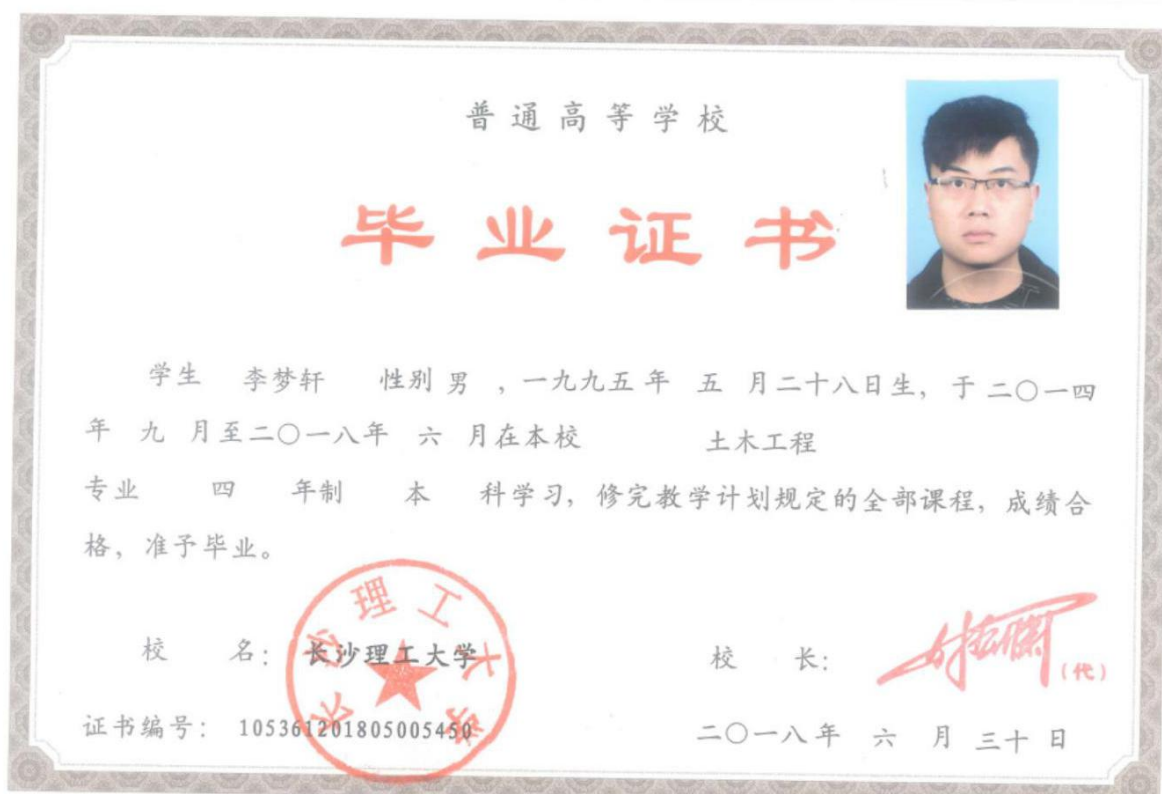 普通高等学校
毕业证书
学生 李梦轩 性别 男 ，一九九五年 五 月二十八日生，于二〇一四
年 九 月至二〇一八年 六 月在本校 土木工程
专业 四 年制 本 科学习，修完教学计划规定的全部课程，成绩合
格，准予毕业。
长沙理工大学
校 名：长沙理工大学
校 长：
（代）
证书编号：105361201805005450
二〇一八年 六 月 三十 日